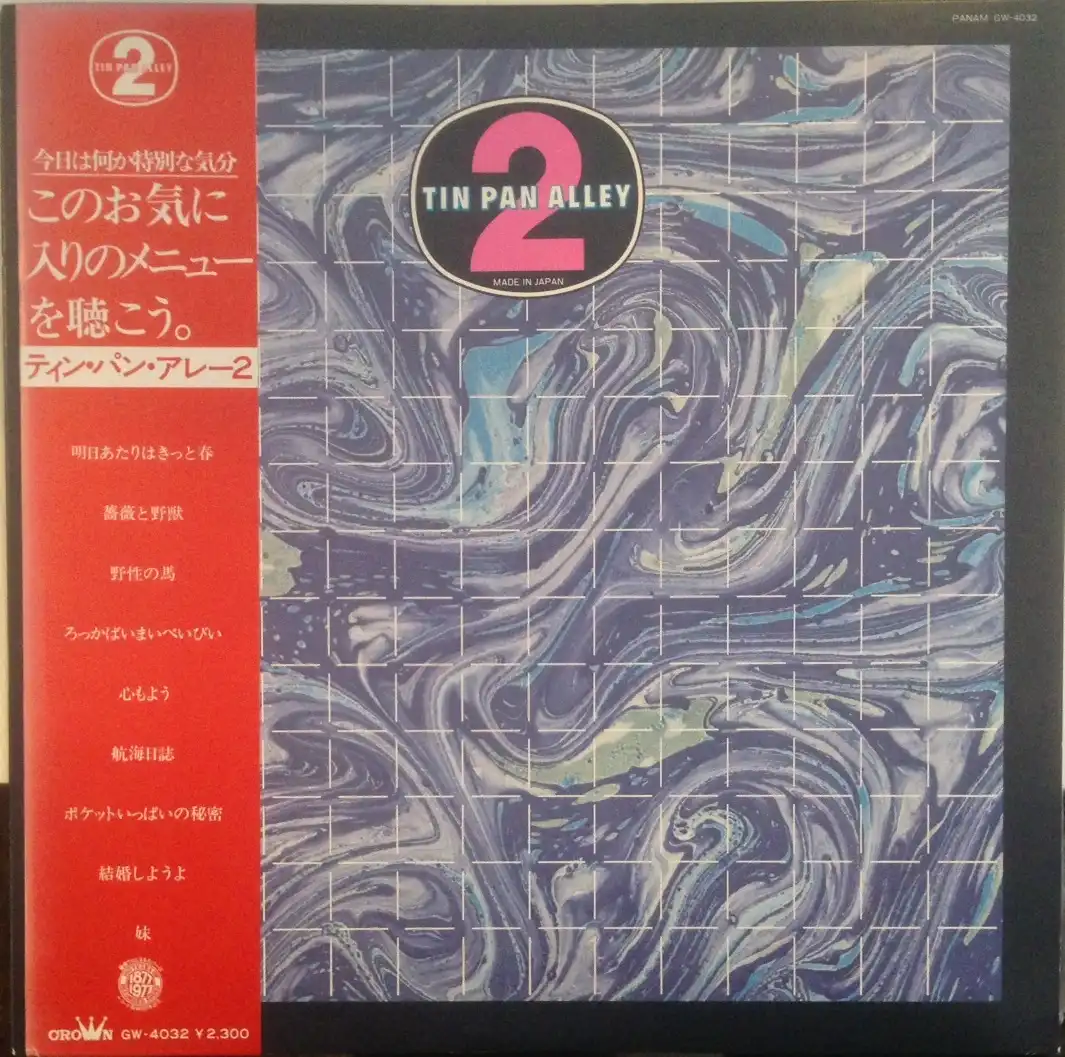 PANAM GW-4032
2
TIN PAN ALLEY
今日は何か特別な気分
このお気に
入りのメニュー
を聴こう。
ティン・パン・アレー2
明日あたりはきっと春
薔薇と野獣
野性の馬
ろっかばいまいべいびい
心もよう
航海日誌
ポケットいっぱいの秘密
結婚しようよ
妹
1877
1977
CROWN GW-4032 ¥2,300
2
TIN PAN ALLEY
MADE IN JAPAN